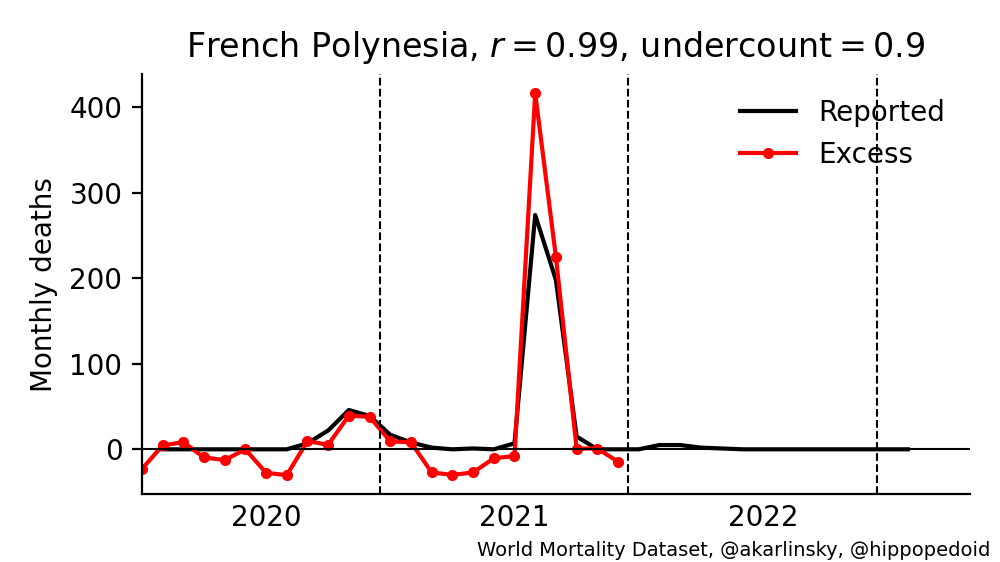 French Polynesia, r = 0.99, undercount = 0.9
Monthly deaths
400
300
200
100
0
Reported
Excess
2020 2021 2022
World Mortality Dataset, @akarlinsky, @hippopedoid